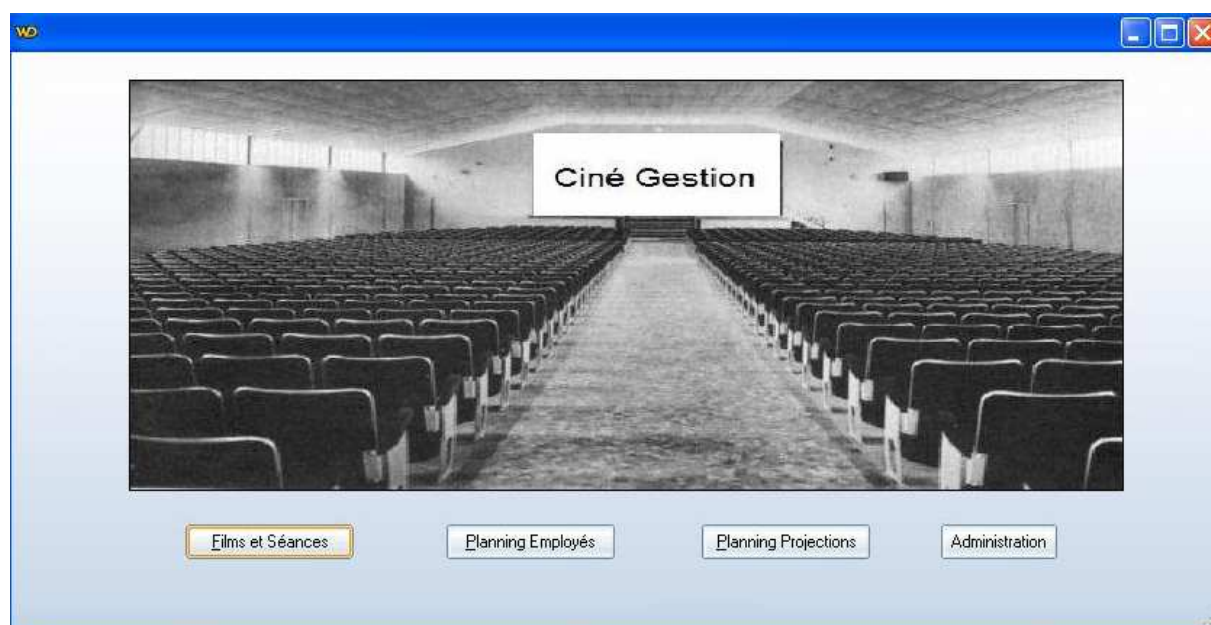 WD
Ciné Gestion
Films et Séances
Planning Employés
Planning Projections
Administration